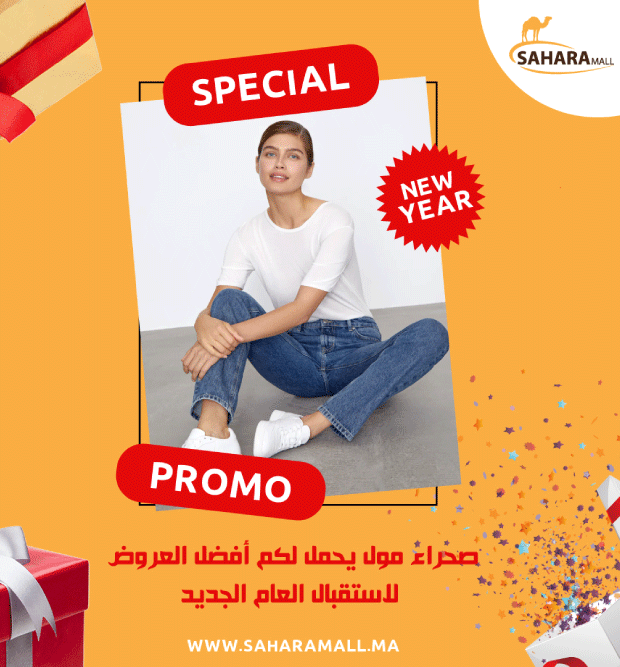 SAHARA MALL
SPECIAL
NEW
YEAR
PROMO
صحراء مول يحمل لكم أفضل العروض
لاستقبال العام الجديد
WWW.SAHARAMALL.MA